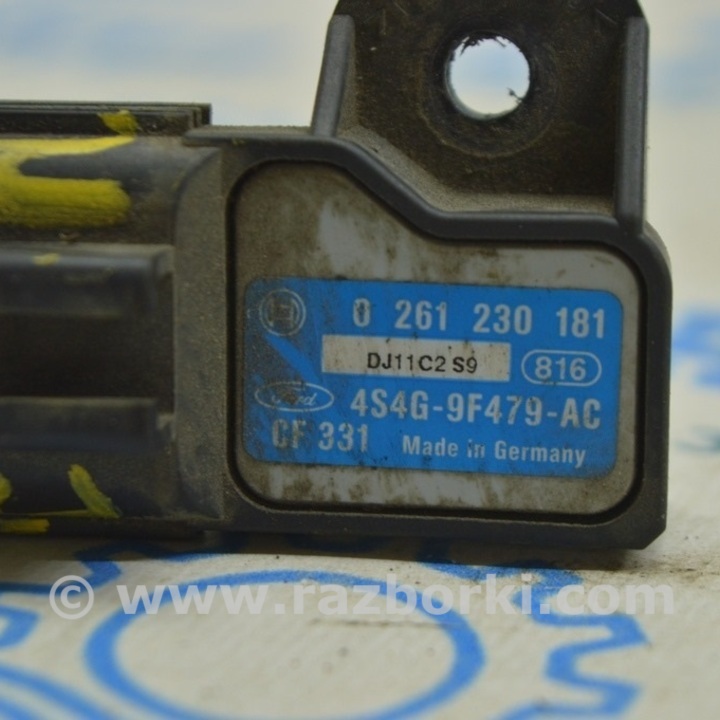 0 261 230 181
DJ11C2 S9 816
Ford 4S4G-9F479-AC
CF 331 Made in Germany
© www.razborki.com